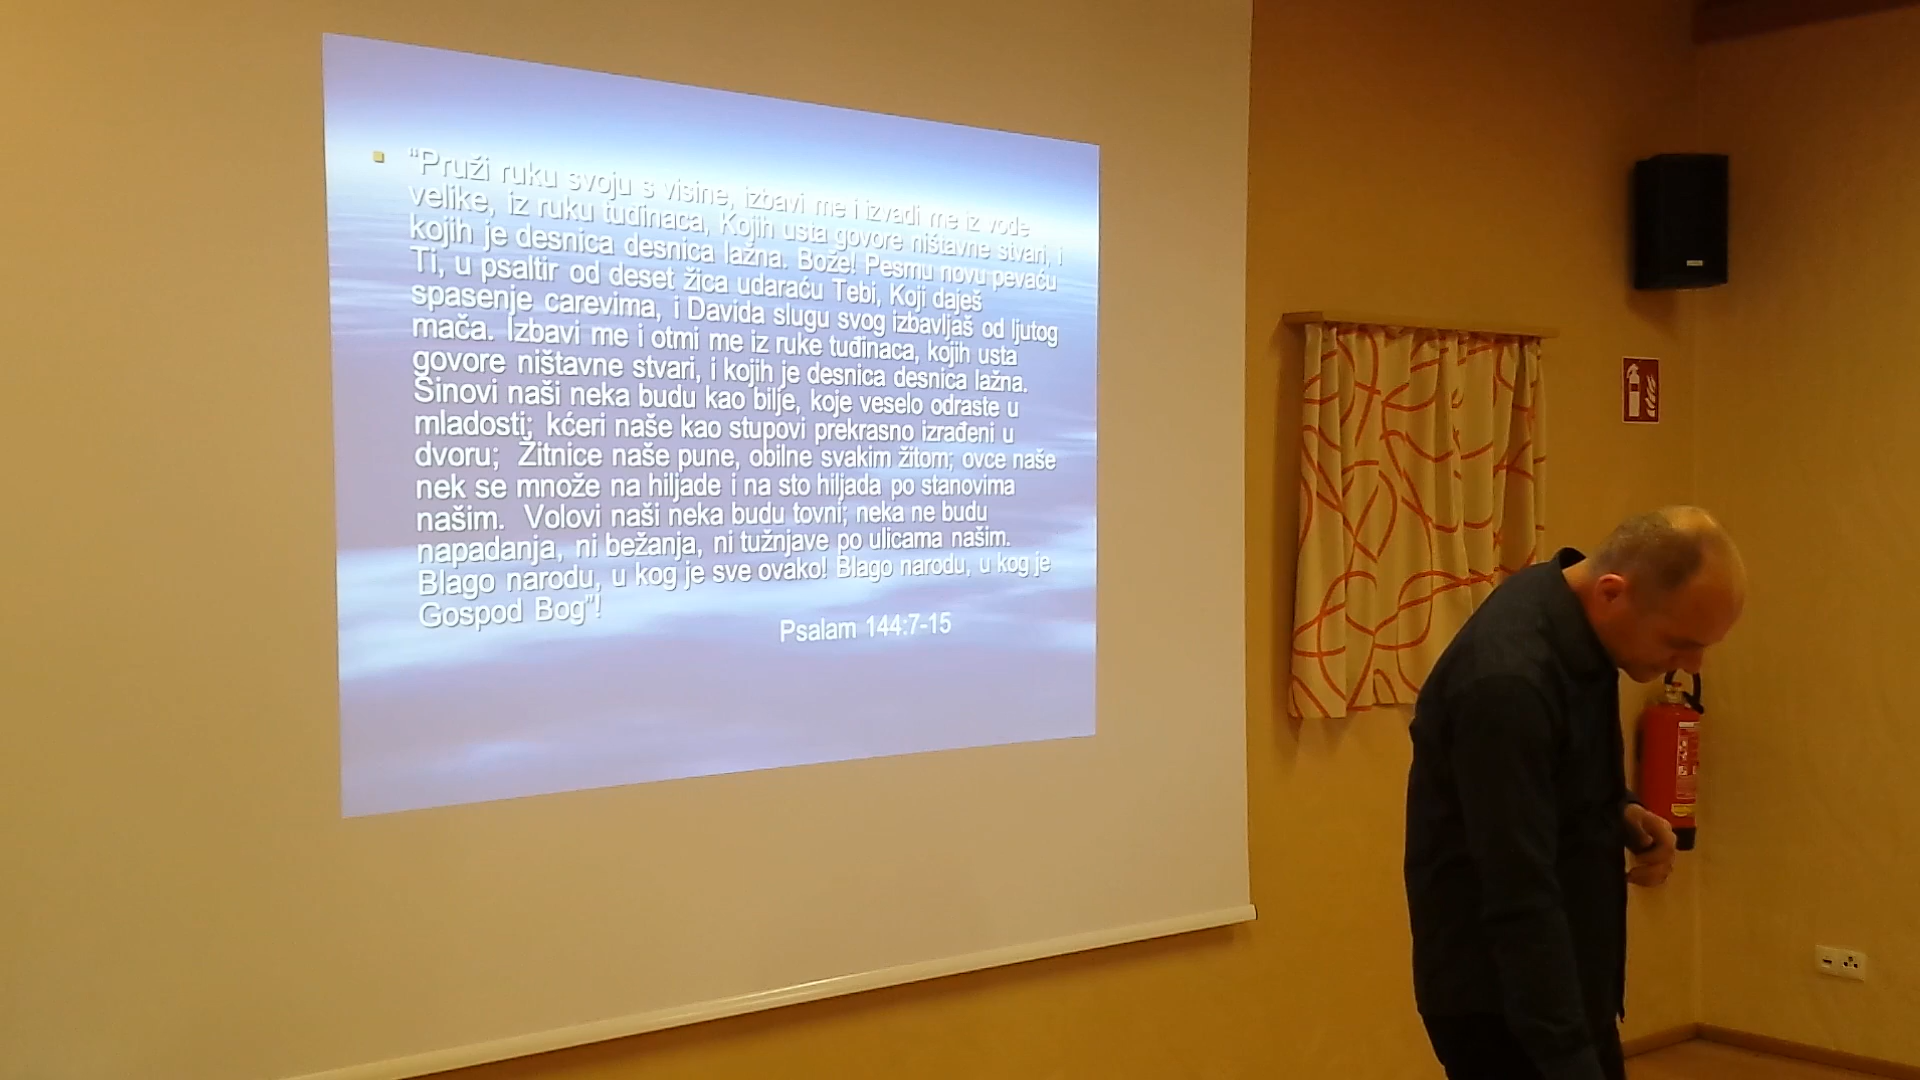 “Pruži ruku svoju s visine, izbavi me i izvadi me iz vode
velike, iz ruku tuđinaca, Kojih usta govore ništavne stvari, i
kojih je desnica desnica lažna. Bože! Pesmu novu pevaću
Ti, u psaltir od deset žica udaraću Tebi, Koji daješ
spasenje carevima, i Davida slugu svog izbavljaš od ljutog
mača. Izbavi me i otmi me iz ruke tuđinaca, kojih usta
govore ništavne stvari, i kojih je desnica desnica lažna.
Sinovi naši neka budu kao bilje, koje veselo odraste u
mladosti; kćeri naše kao stupovi prekrasno izrađeni u
dvoru;  Žitnice naše pune, obilne svakim žitom; ovce naše
nek se množe na hiljade i na sto hiljada po stanovima
našim.  Volovi naši neka budu tovni; neka ne budu
napadanja, ni bežanja, ni tužnjave po ulicama našim.
Blago narodu, u kog je sve ovako! Blago narodu, u kog je
Gospod Bog”!
Psalam 144:7-15